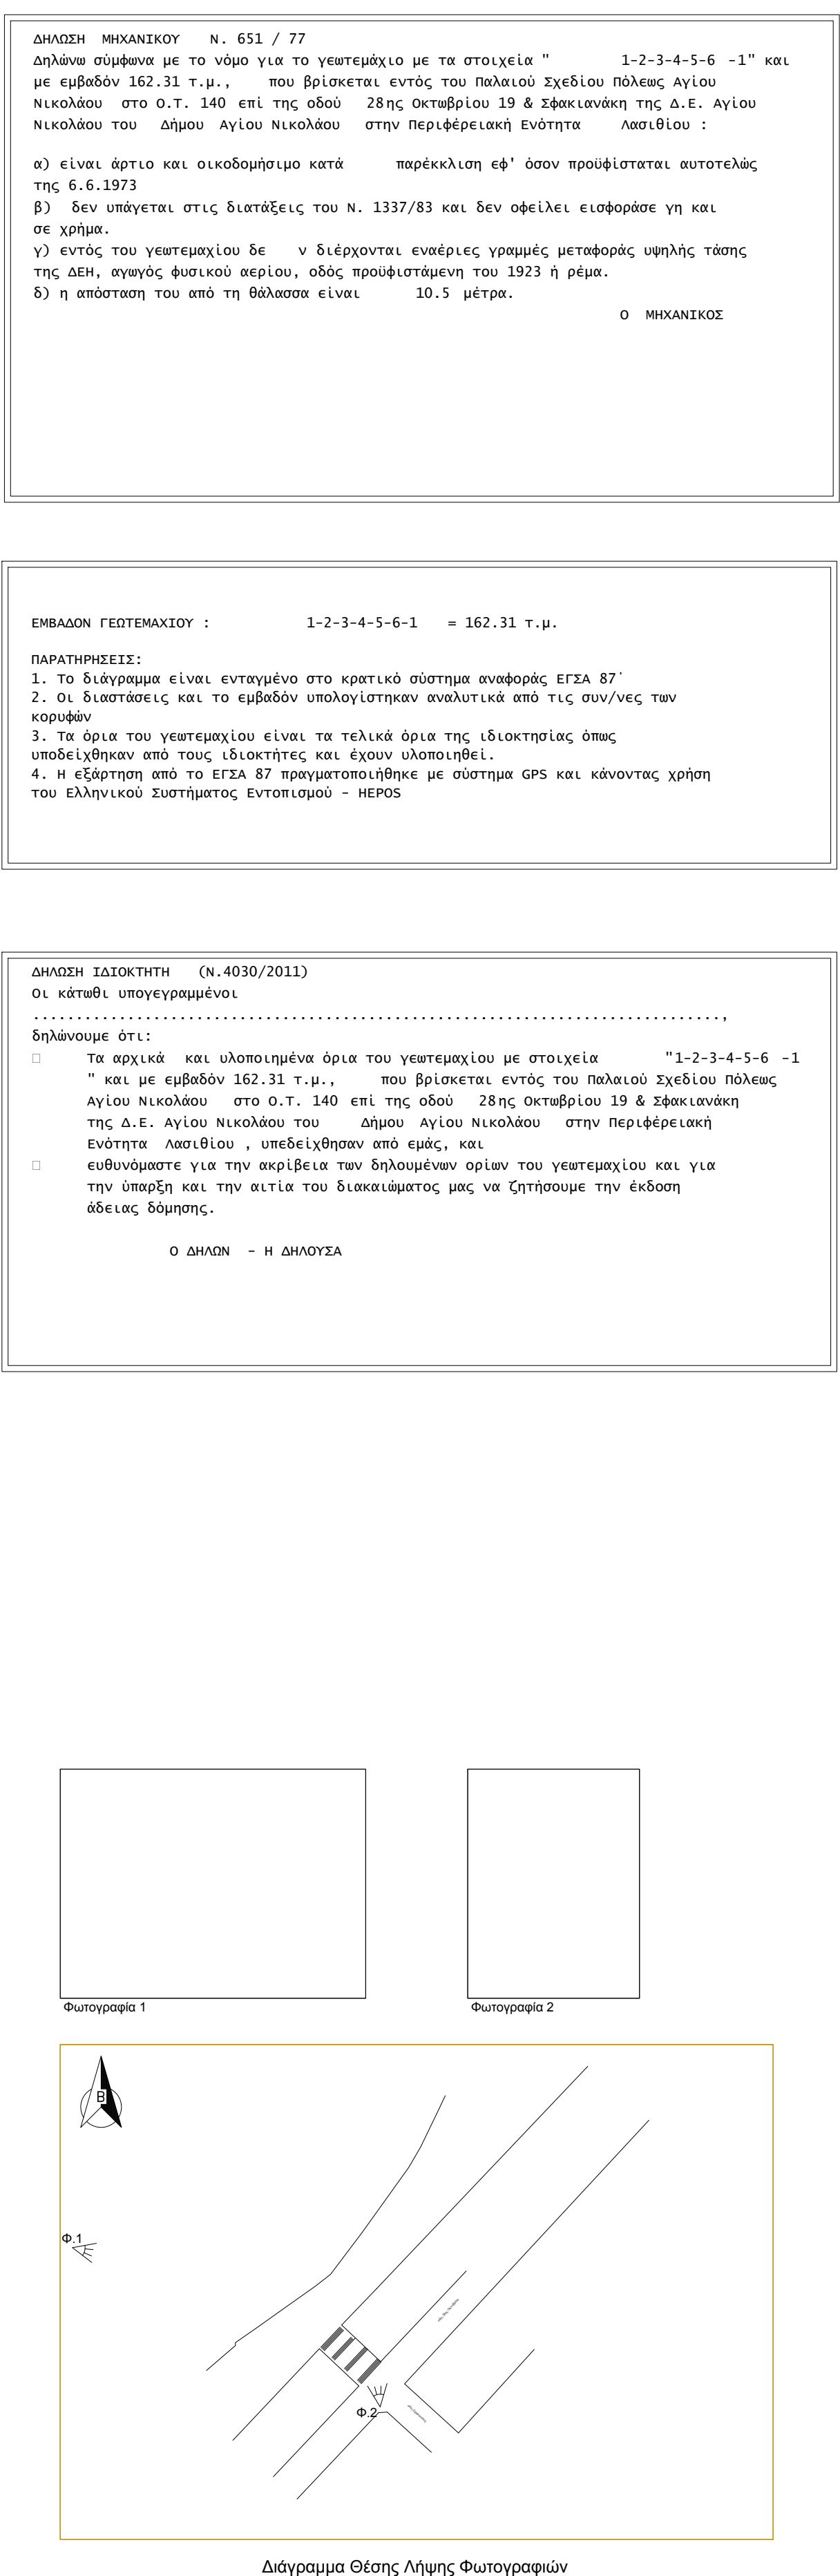 ΔΗΛΩΣΗ ΜΗΧΑΝΙΚΟΥ Ν. 651 / 77
Δηλώνω σύμφωνα με το νόμο για το γεωτεμάχιο με τα στοιχεία " 1-2-3-4-5-6 -1" και
με εμβαδόν 162.31 τ.μ., που βρίσκεται εντός του Παλαιού Σχεδίου Πόλεως Αγίου
Νικολάου στο Ο.Τ. 140 επί της οδού 28ης Οκτωβρίου 19 & Σφακιανάκη της Δ.Ε. Αγίου
Νικολάου του Δήμου Αγίου Νικολάου στην Περιφέρειακή Ενότητα Λασιθίου :
α) είναι άρτιο και οικοδομήσιμο κατά παρέκκλιση εφ' όσον προϋφίσταται αυτοτελώς
της 6.6.1973
β) δεν υπάγεται στις διατάξεις του Ν. 1337/83 και δεν οφείλει εισφοράσε γη και
σε χρήμα.
γ) εντός του γεωτεμαχίου δε ν διέρχονται εναέριες γραμμές μεταφοράς υψηλής τάσης
της ΔΕΗ, αγωγός φυσικού αερίου, οδός προϋφιστάμενη του 1923 ή ρέμα.
δ) η απόσταση του από τη θάλασσα είναι 10.5 μέτρα.
Ο ΜΗΧΑΝΙΚΟΣ
ΕΜΒΑΔΟΝ ΓΕΩΤΕΜΑΧΙΟΥ : 1-2-3-4-5-6-1 = 162.31 τ.μ.
ΠΑΡΑΤΗΡΗΣΕΙΣ:
1. Το διάγραμμα είναι ενταγμένο στο κρατικό σύστημα αναφοράς ΕΓΣΑ 87΄
2. Οι διαστάσεις και το εμβαδόν υπολογίστηκαν αναλυτικά από τις συν/νες των
κορυφών
3. Τα όρια του γεωτεμαχίου είναι τα τελικά όρια της ιδιοκτησίας όπως
υποδείχθηκαν από τους ιδιοκτήτες και έχουν υλοποιηθεί.
4. Η εξάρτηση από το ΕΓΣΑ 87 πραγματοποιήθηκε με σύστημα GPS και κάνοντας χρήση
του Ελληνικού Συστήματος Εντοπισμού - HEPOS
ΔΗΛΩΣΗ ΙΔΙΟΚΤΗΤΗ (Ν.4030/2011)
Οι κάτωθι υπογεγραμμένοι
................................................................................,
δηλώνουμε ότι:
Τα αρχικά και υλοποιημένα όρια του γεωτεμαχίου με στοιχεία "1-2-3-4-5-6 -1
" και με εμβαδόν 162.31 τ.μ., που βρίσκεται εντός του Παλαιού Σχεδίου Πόλεως
Αγίου Νικολάου στο Ο.Τ. 140 επί της οδού 28ης Οκτωβρίου 19 & Σφακιανάκη
της Δ.Ε. Αγίου Νικολάου του Δήμου Αγίου Νικολάου στην Περιφέρειακή
Ενότητα Λασιθίου , υπεδείχθησαν από εμάς, και
ευθυνόμαστε για την ακρίβεια των δηλουμένων ορίων του γεωτεμαχίου και για
την ύπαρξη και την αιτία του διακαιώματος μας να ζητήσουμε την έκδοση
άδειας δόμησης.
Ο ΔΗΛΩΝ - Η ΔΗΛΟΥΣΑ
Φωτογραφία 1
Φωτογραφία 2
Β
Φ.1
Φ.2
Διάγραμμα Θέσης Λήψης Φωτογραφιών